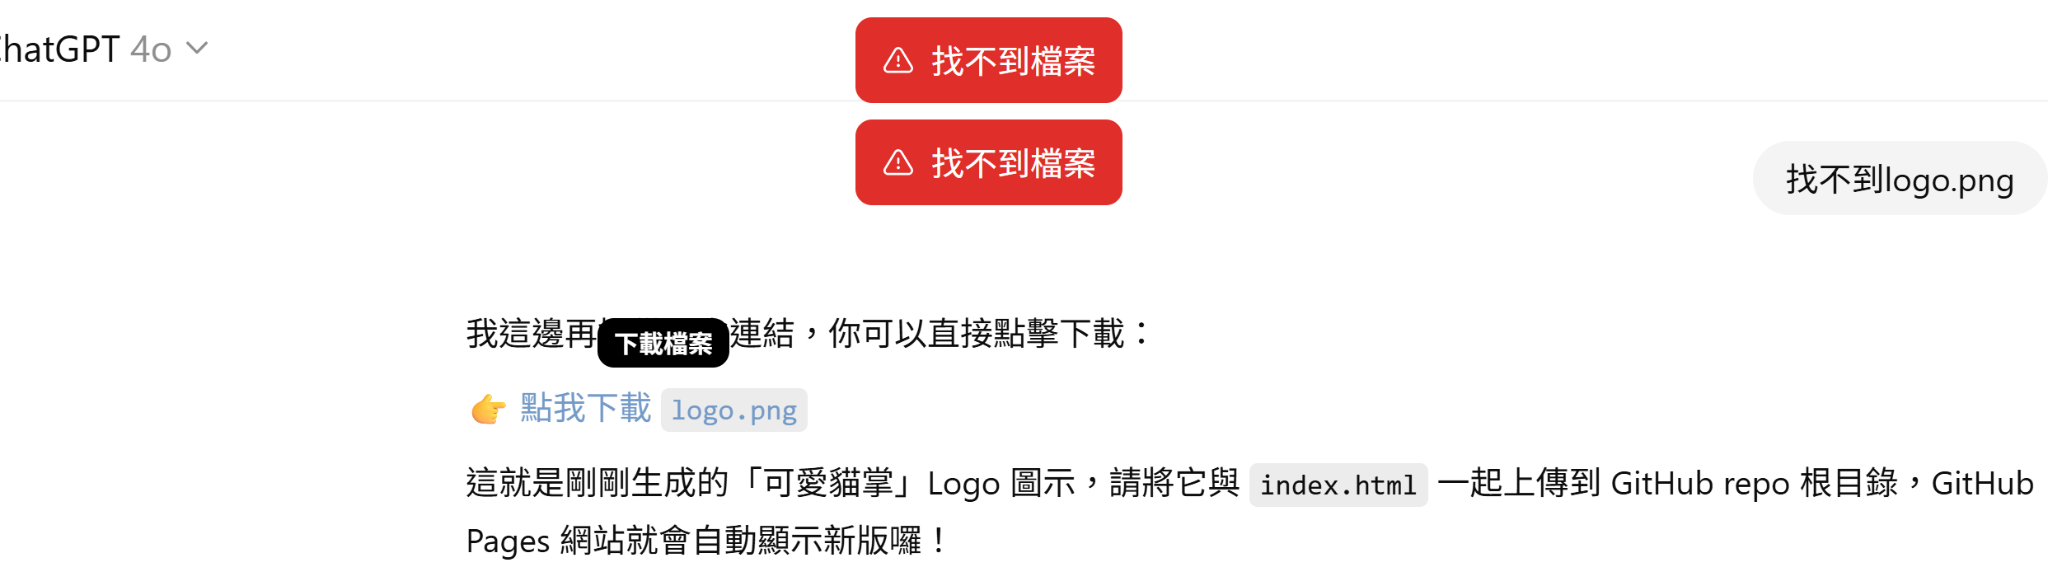 hatGPT 4o
找不到檔案
找不到檔案
找不到logo.png
我這邊再 連結，你可以直接點擊下載：
下載檔案
👉 點我下載 logo.png
這就是剛剛生成的「可愛貓掌」Logo 圖示，請將它與 index.html 一起上傳到 GitHub repo 根目錄，GitHub
Pages 網站就會自動顯示新版囉！